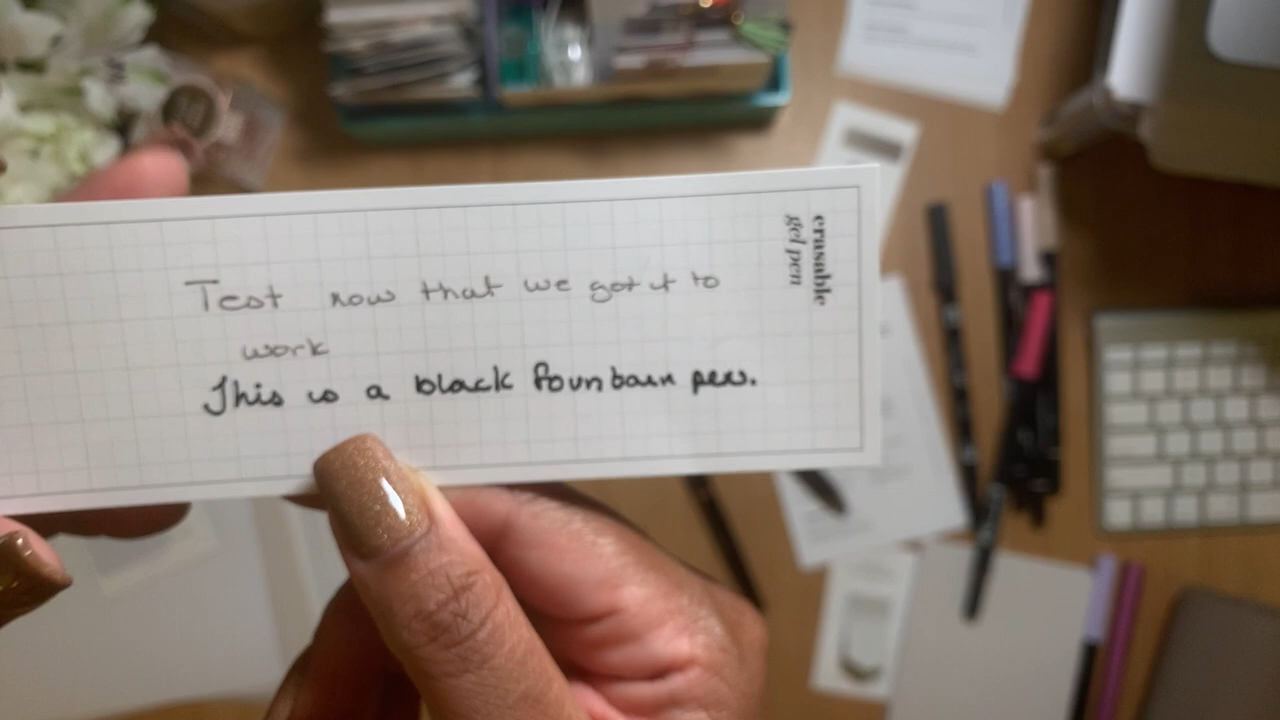 erasable
gel pen
Test now that we got it to
work
This is a black fountain pen.